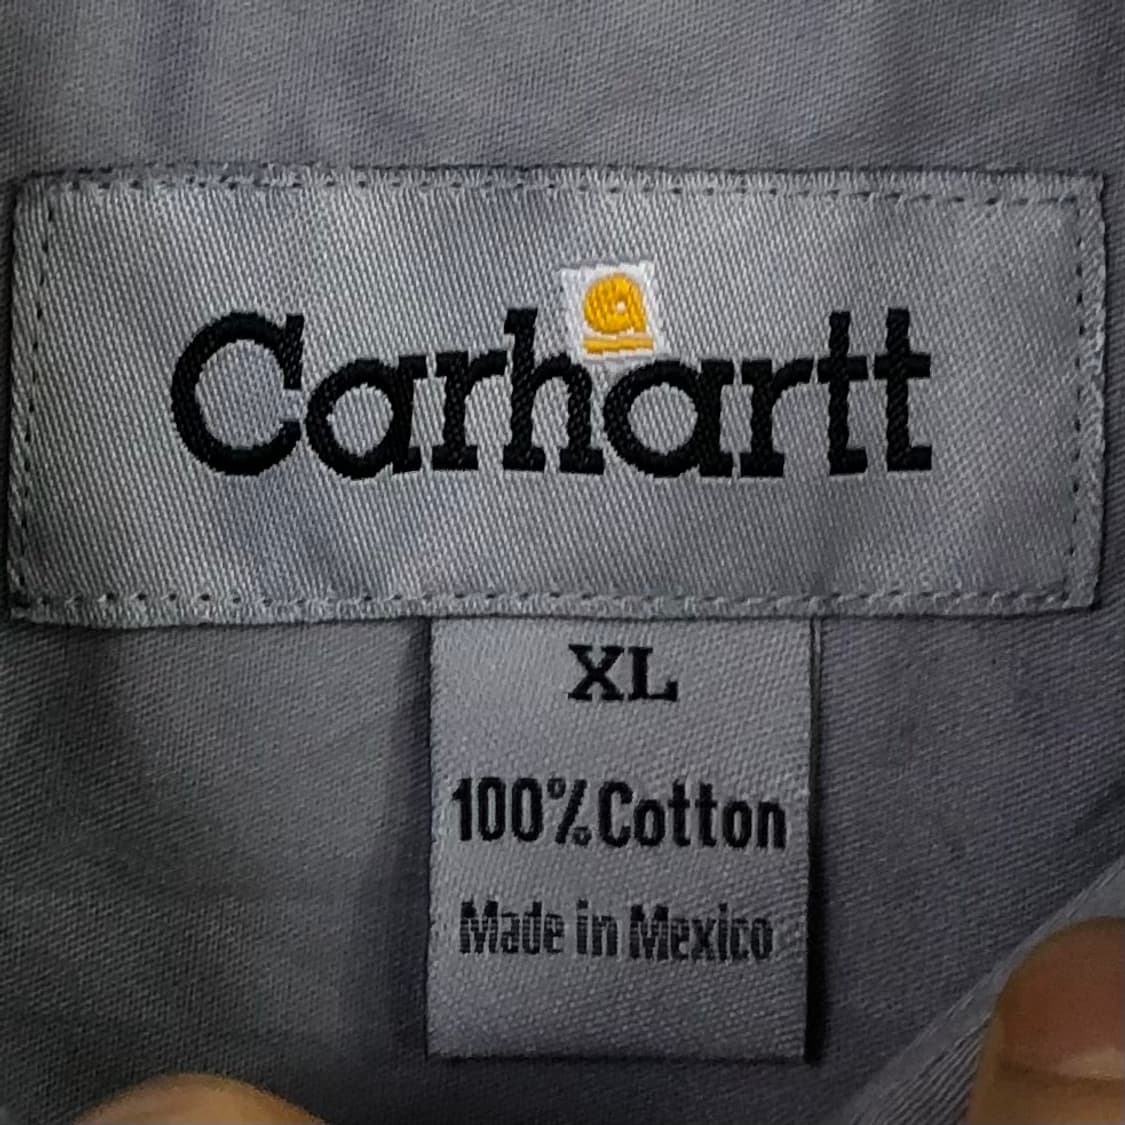 Carhartt
XL
100% Cotton
Made in Mexico